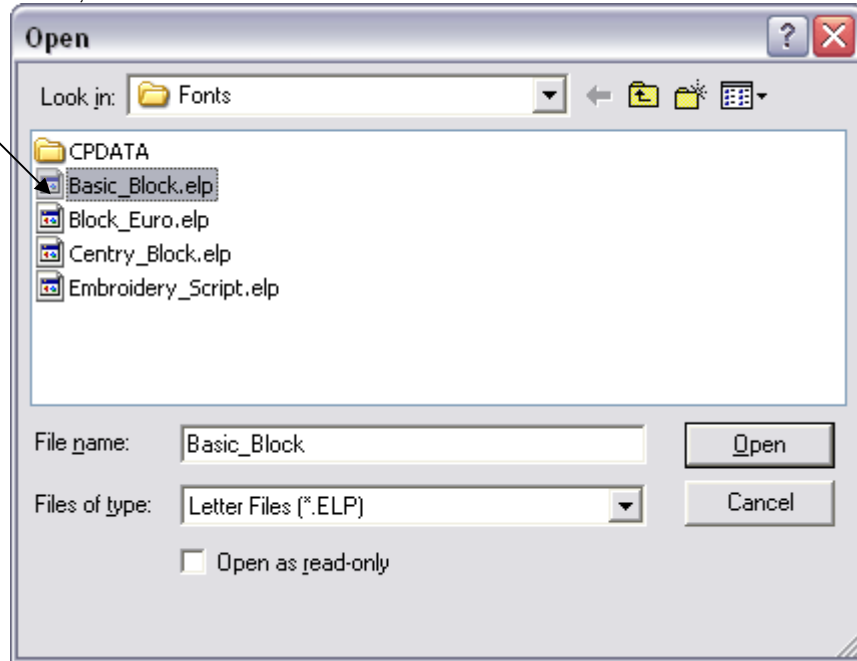 Open
Look in: Fonts
CPDATA
Basic_Block.elp
Block_Euro.elp
Centry_Block.elp
Embroidery_Script.elp
File name: Basic_Block Open
Files of type: Letter Files (*.ELP) Cancel
Open as read-only